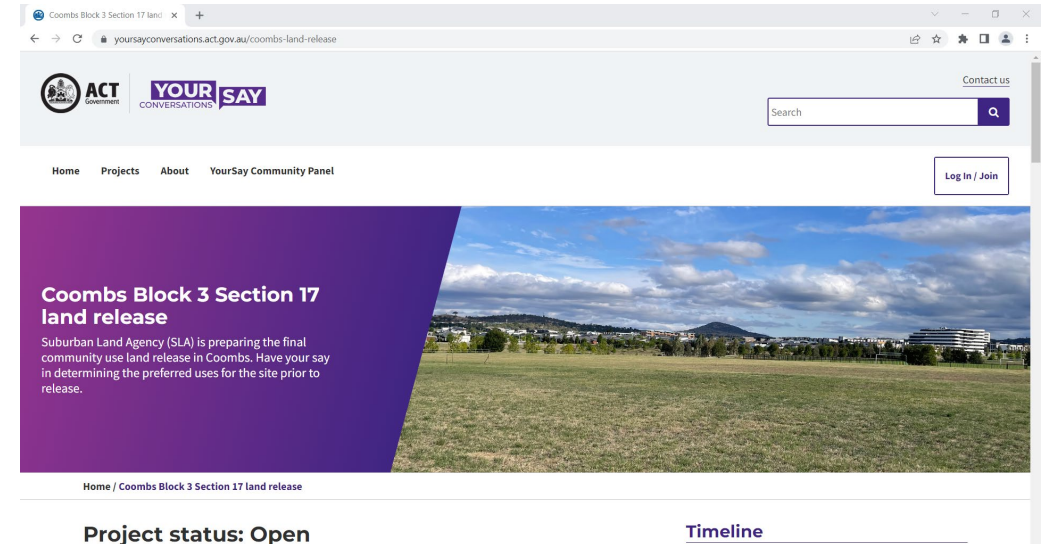 Coombs Block 3 Section 17 land
yoursayconversations.act.gov.au/coombs-land-release
ACT
Government
YOUR SAY
CONVERSATIONS
Contact us
Search
Home Projects About YourSay Community Panel
Log In / Join
Coombs Block 3 Section 17
land release
Suburban Land Agency (SLA) is preparing the final
community use land release in Coombs. Have your say
in determining the preferred uses for the site prior to
release.
Home / Coombs Block 3 Section 17 land release
Project status: Open
Timeline